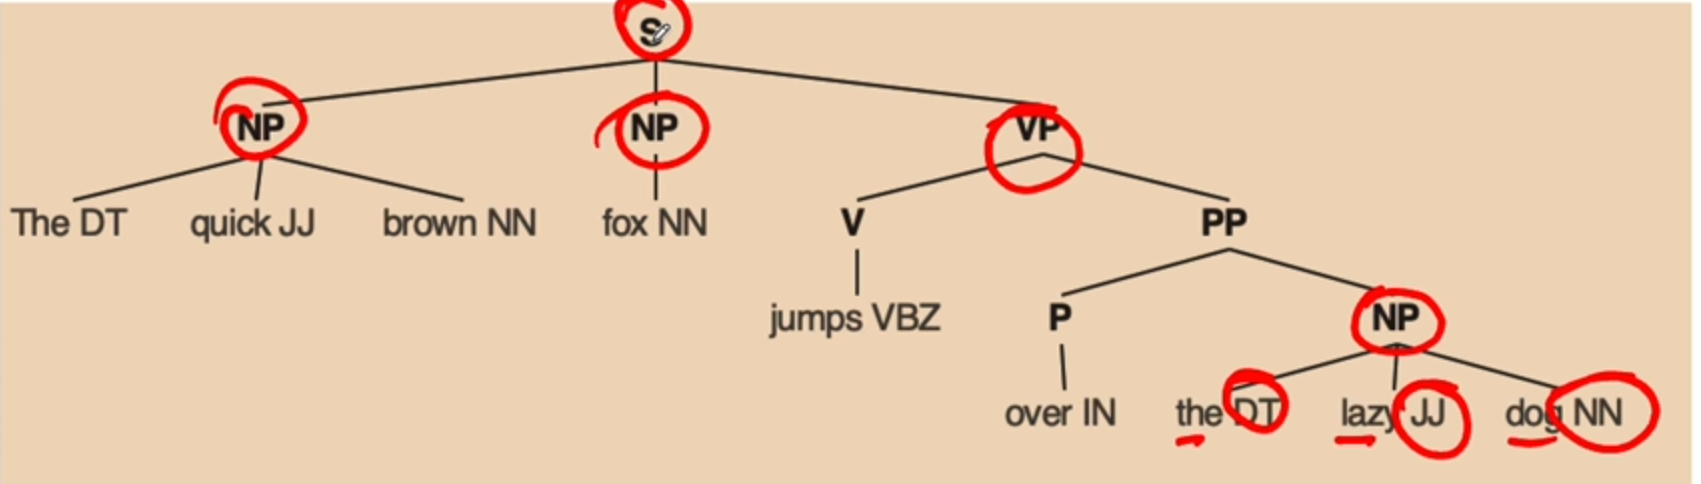 S
NP NP VP
The DT quick JJ brown NN fox NN V PP
jumps VBZ P NP
over IN the DT lazy JJ dog NN